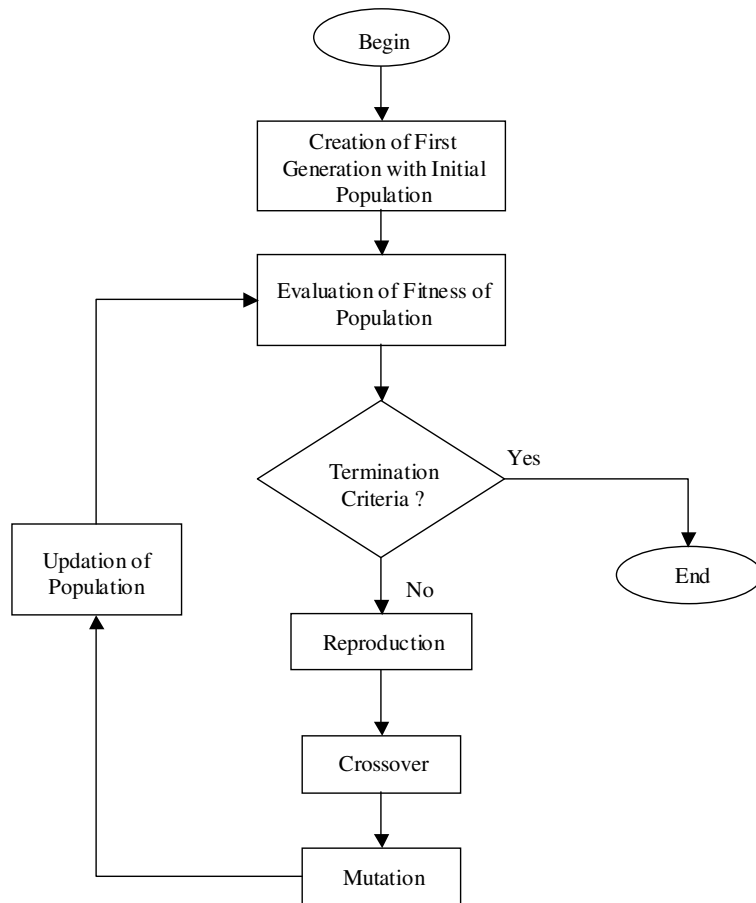 Begin
Creation of First
Generation with Initial
Population
Evaluation of Fitness of
Population
Termination
Criteria ?
Yes
End
No
Reproduction
Crossover
Mutation
Updation of
Population